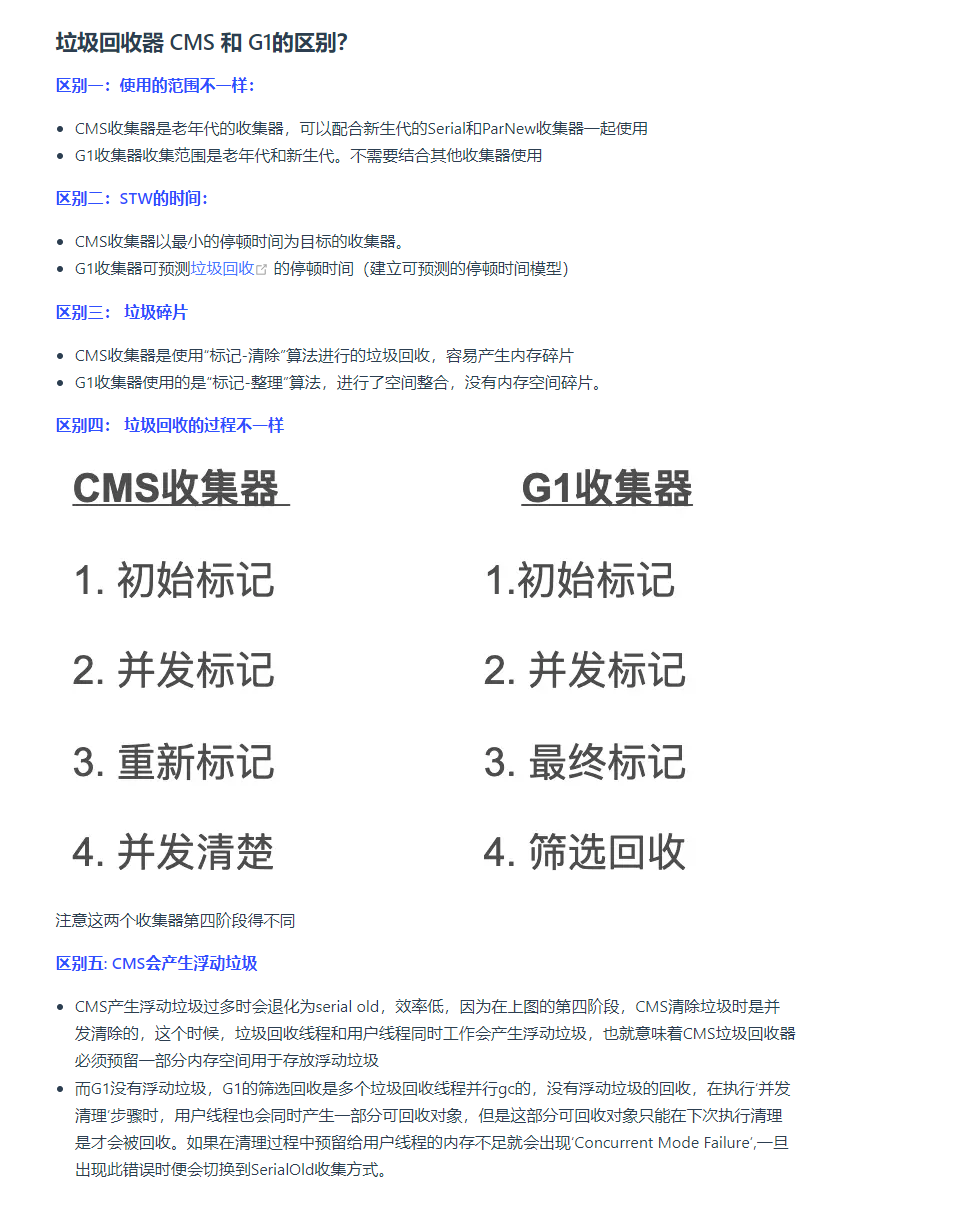 垃圾回收器 CMS 和 G1的区别？
区别一：使用的范围不一样：
CMS收集器是老年代的收集器，可以配合新生代的Serial和ParNew收集器一起使用
G1收集器收集范围是老年代和新生代。不需要结合其他收集器使用
区别二：STW的时间：
CMS收集器以最小的停顿时间为目标的收集器。
G1收集器可预测垃圾回收 的停顿时间（建立可预测的停顿时间模型）
区别三： 垃圾碎片
CMS收集器是使用“标记-清除”算法进行的垃圾回收，容易产生内存碎片
G1收集器使用的是“标记-整理”算法，进行了空间整合，没有内存空间碎片。
区别四： 垃圾回收的过程不一样
CMS收集器 G1收集器
1. 初始标记 1.初始标记
2. 并发标记 2. 并发标记
3. 重新标记 3. 最终标记
4. 并发清楚 4. 筛选回收
注意这两个收集器第四阶段得不同
区别五: CMS会产生浮动垃圾
CMS产生浮动垃圾过多时会退化为serial old，效率低，因为在上图的第四阶段，CMS清除垃圾时是并
发清除的，这个时候，垃圾回收线程和用户线程同时工作会产生浮动垃圾，也就意味着CMS垃圾回收器
必须预留一部分内存空间用于存放浮动垃圾
而G1没有浮动垃圾，G1的筛选回收是多个垃圾回收线程并行gc的，没有浮动垃圾的回收，在执行‘并发
清理’步骤时，用户线程也会同时产生一部分可回收对象，但是这部分可回收对象只能在下次执行清理
是才会被回收。如果在清理过程中预留给用户线程的内存不足就会出现‘Concurrent Mode Failure’,一旦
出现此错误时便会切换到SerialOld收集方式。